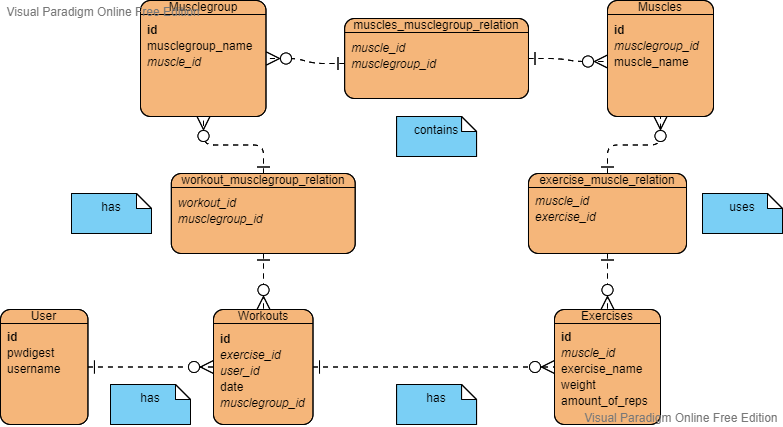 Visual Paradigm Online Free Edition
Musclegroup
id
musclegroup_name
muscle_id
muscles_musclegroup_relation
muscle_id
musclegroup_id
Muscles
id
musclegroup_id
muscle_name
contains
workout_musclegroup_relation
workout_id
musclegroup_id
exercise_muscle_relation
muscle_id
exercise_id
has
uses
User
id
pwdigest
username
Workouts
id
exercise_id
user_id
date
musclegroup_id
Exercises
id
muscle_id
exercise_name
weight
amount_of_reps
has
has
Visual Paradigm Online Free Edition